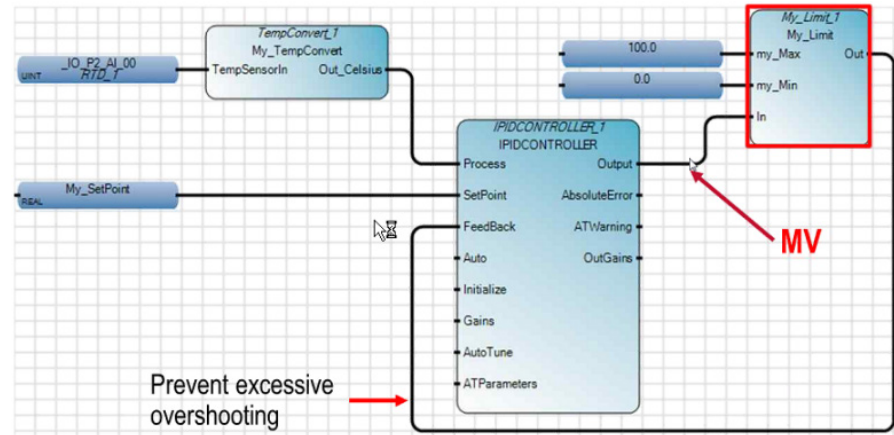 TempConvert_1
My_TempConvert
TempSensorIn Out_Celsius
_IO_P2_AI_00
UINT RTD_1
My_Limit_1
My_Limit
my_Max Out
my_Min
In
100.0
0.0
IPIDCONTROLLER_1
IPIDCONTROLLER
Process Output
SetPoint AbsoluteError
FeedBack ATWarning
Auto OutGains
Initialize
Gains
AutoTune
ATParameters
My_SetPoint
REAL
MV
Prevent excessive
overshooting